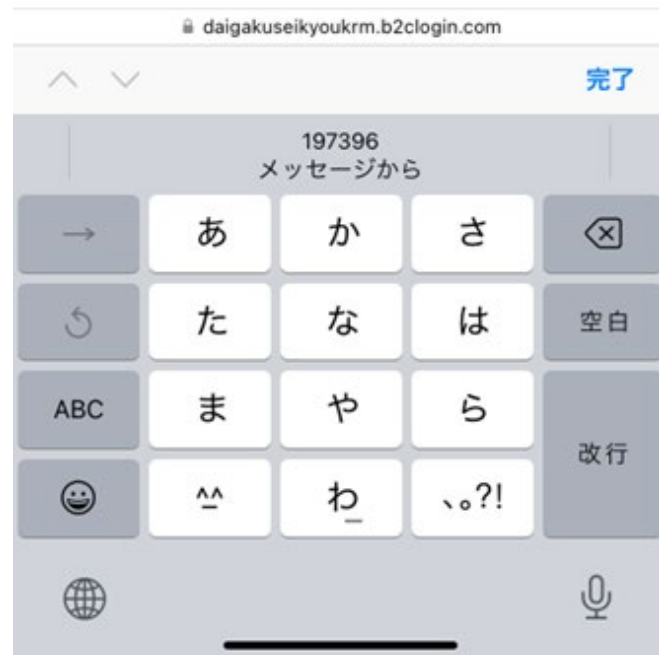 daigakuseikyoukrm.b2clogin.com
完了
197396
メッセージから
→ あ か さ
た な は 空白
ABC ま や ら
改行
^^ わ 、。?!